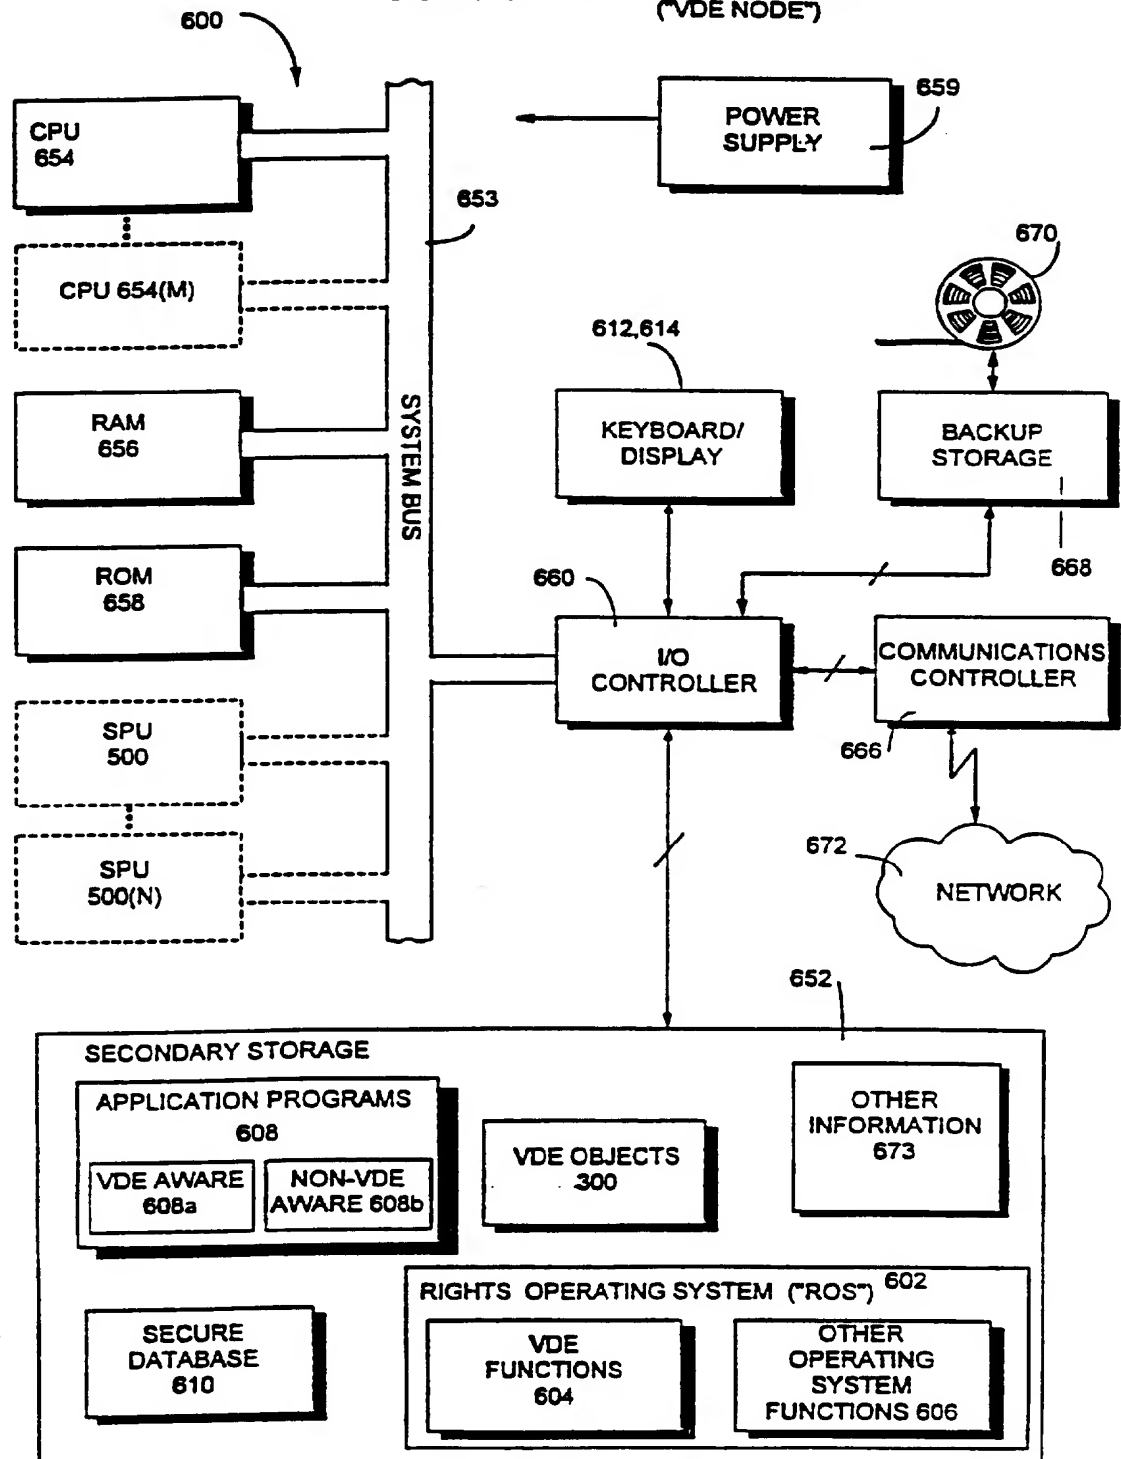 ("VDE NODE")
600
CPU
654
POWER
SUPPLY
659
653
CPU 654(M)
670
612,614
RAM
656
SYSTEM BUS
KEYBOARD/
DISPLAY
BACKUP
STORAGE
668
ROM
658
660
I/O
CONTROLLER
COMMUNICATIONS
CONTROLLER
666
SPU
500
SPU
500(N)
672
NETWORK
652
SECONDARY STORAGE
APPLICATION PROGRAMS
608
VDE AWARE
608a
NON-VDE
AWARE 608b
VDE OBJECTS
300
OTHER
INFORMATION
673
SECURE
DATABASE
610
RIGHTS OPERATING SYSTEM ("ROS") 602
VDE
FUNCTIONS
604
OTHER
OPERATING
SYSTEM
FUNCTIONS 606